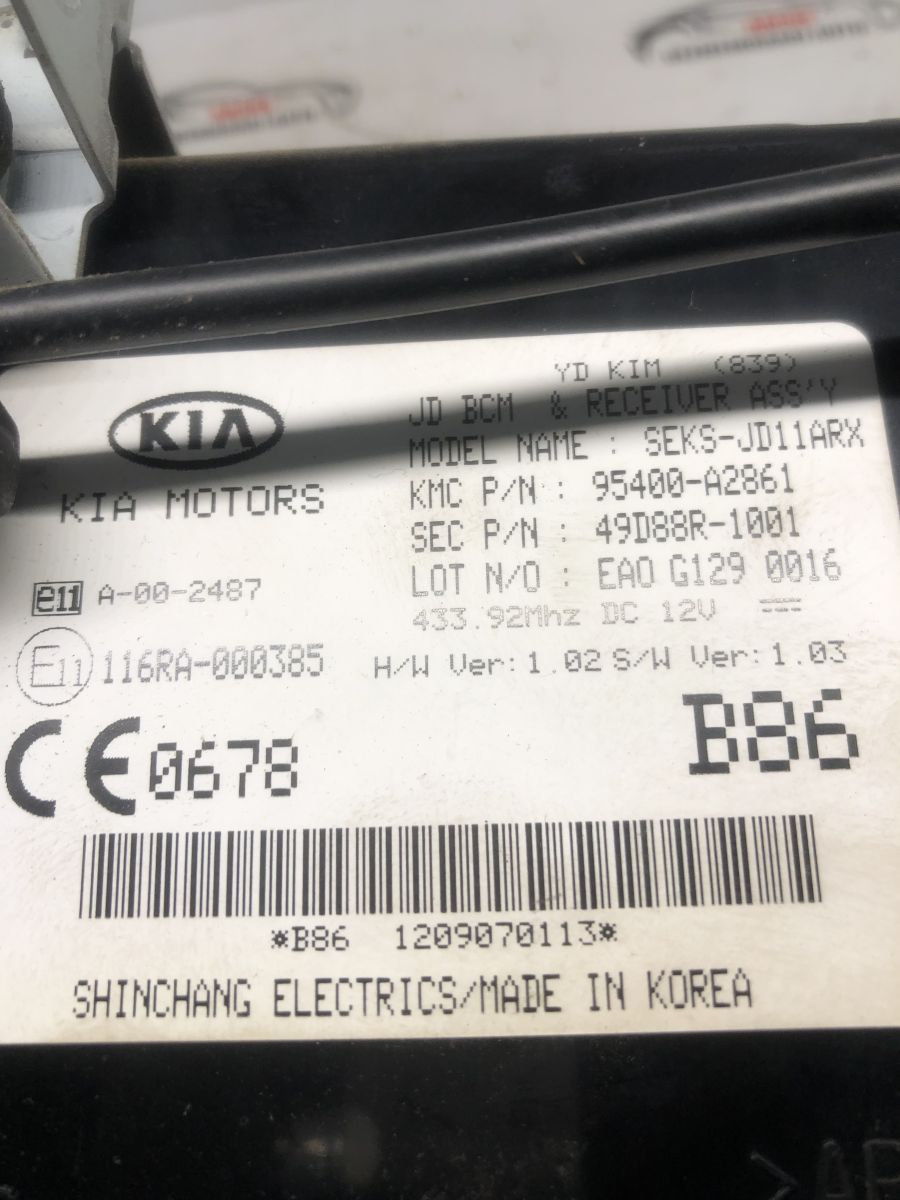 YD KIM (839)
JD BCM & RECEIVER ASS'Y
MODEL NAME : SEKS-JD11ARX
KMC P/N : 95400-A2861
SEC P/N : 49D88R-1001
LOT N/O : EAO G129 0016
433.92Mhz DC 12V
H/W Ver: 1.02 S/W Ver: 1.03
KIA
KIA MOTORS
e11 A-00-2487
E11 116RA-000385
CE 0678
B86
*B86 1209070113*
SHINCHANG ELECTRICS/MADE IN KOREA